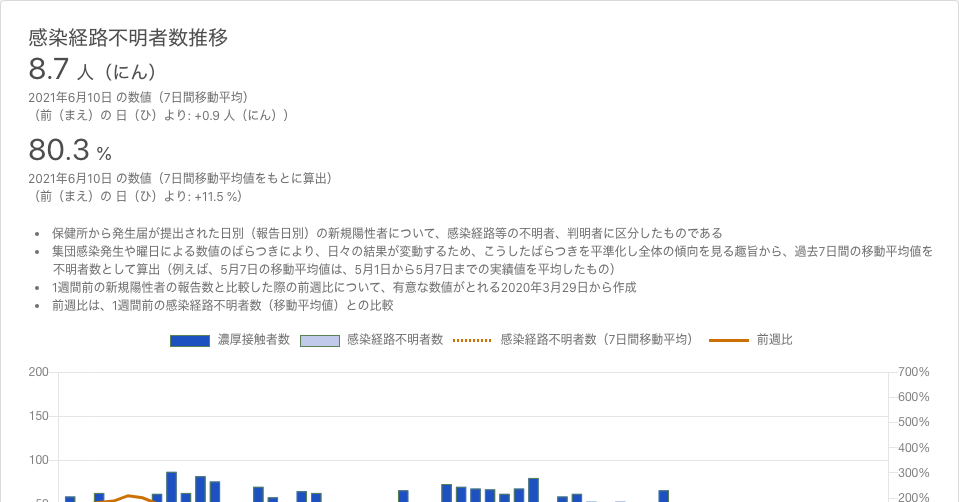 感染経路不明者数推移
8.7 人（にん）
2021年6月10日 の数値（7日間移動平均）
（前（まえ）の 日（ひ）より: +0.9 人（にん））
80.3 %
2021年6月10日 の数値（7日間移動平均値をもとに算出）
（前（まえ）の 日（ひ）より: +11.5 %）
• 保健所から発生届が提出された日別（報告日別）の新規陽性者について、感染経路等の不明者、判明者に区分したものである
• 集団感染発生や曜日による数値のばらつきにより、日々の結果が変動するため、こうしたばらつきを平準化し全体の傾向を見る趣旨から、過去7日間の移動平均値を
不明者数として算出（例えば、5月7日の移動平均値は、5月1日から5月7日までの実績値を平均したもの）
• 1週間前の新規陽性者の報告数と比較した際の前週比について、有意な数値がとれる2020年3月29日から作成
• 前週比は、1週間前の感染経路不明者数（移動平均値）との比較
濃厚接触者数 感染経路不明者数 感染経路不明者数（7日間移動平均） 前週比
200 700%
600%
150 500%
400%
100 300%
50 200%